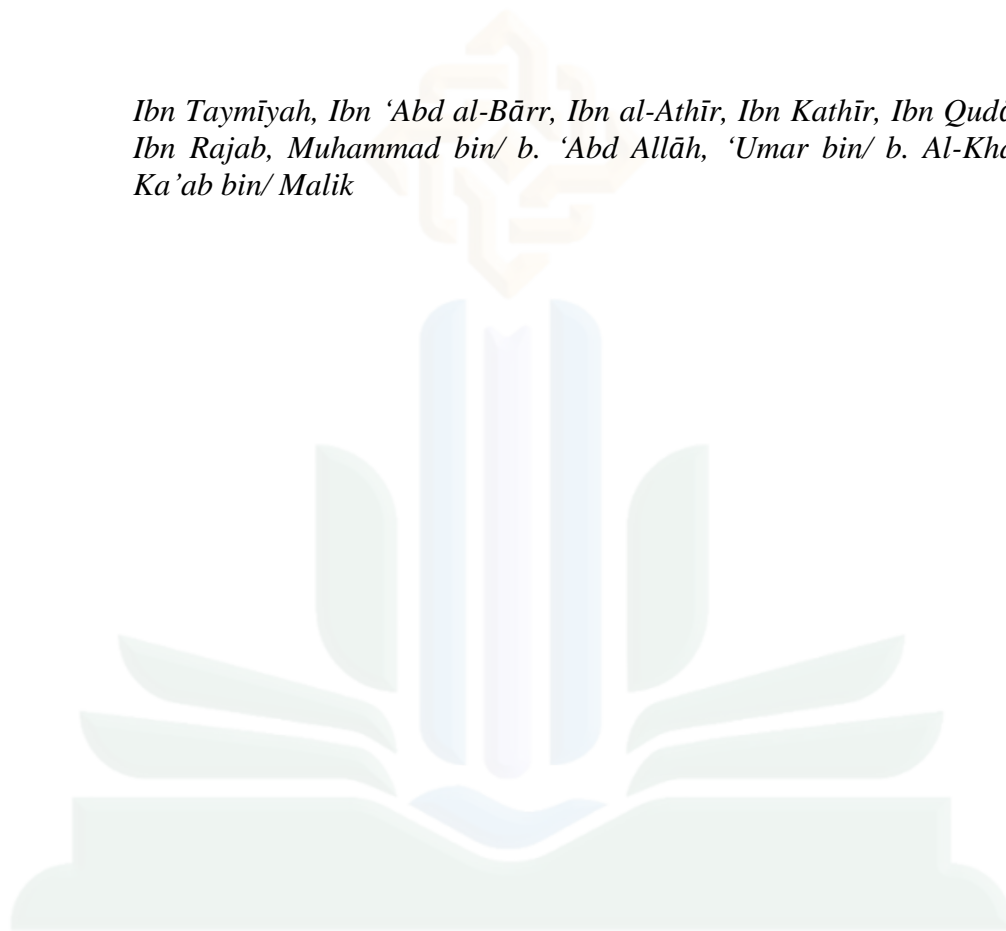 Ibn Taymīyah, Ibn ‘Abd al-Bārr, Ibn al-Athīr, Ibn Kathīr, Ibn
Ibn Rajab, Muhammad bin/ b. ‘Abd Allāh, ‘Umar bin/ b.
Ka’ab bin/ Malik